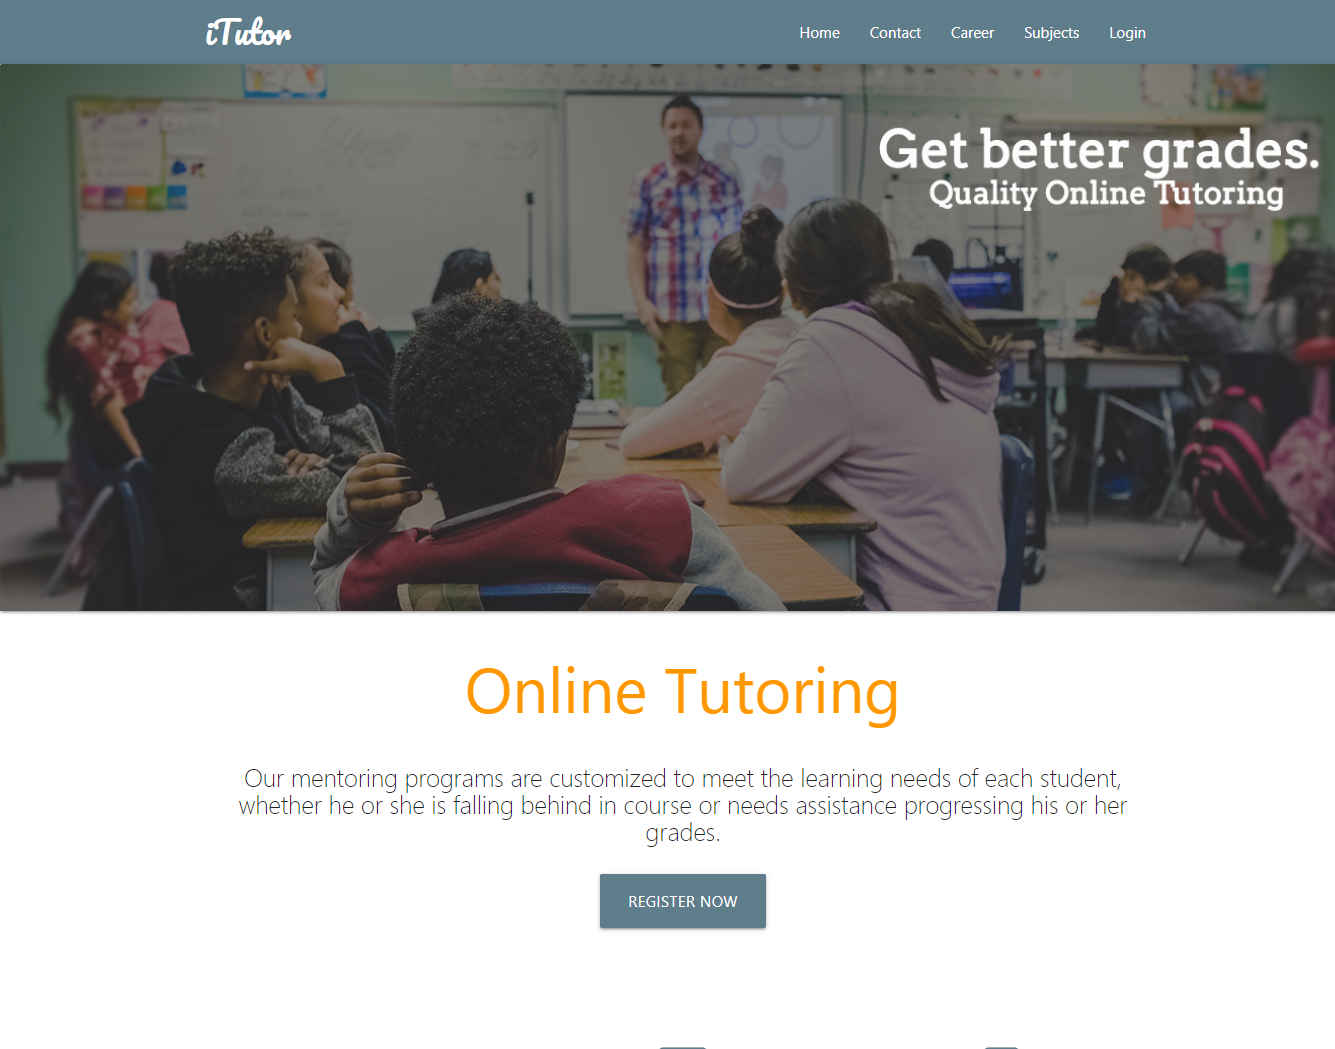 iTutor
Home Contact Career Subjects Login
Get better grades.
Quality Online Tutoring
Online Tutoring
Our mentoring programs are customized to meet the learning needs of each student,
whether he or she is falling behind in course or needs assistance progressing his or her
grades.
REGISTER NOW